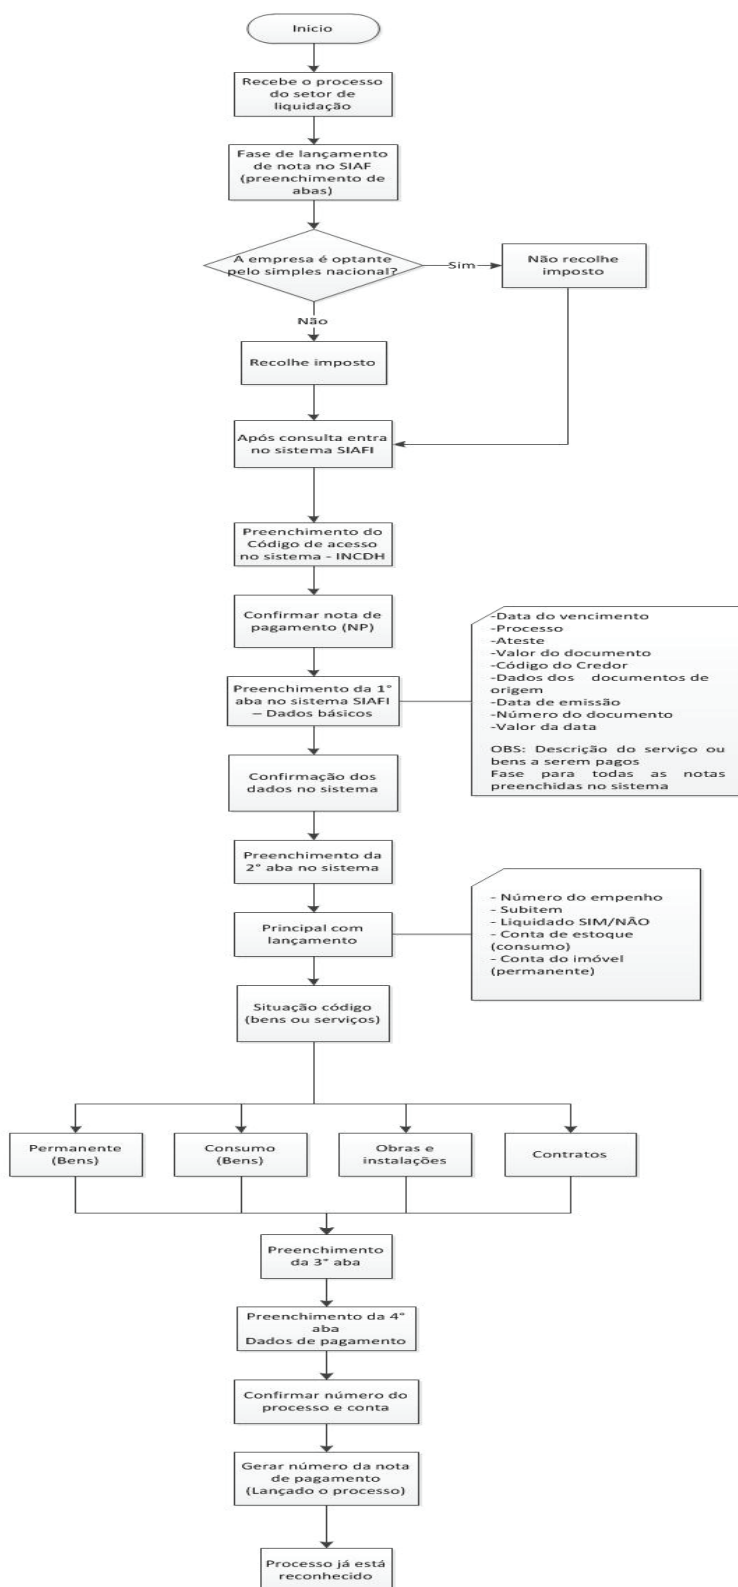 Inicio
Recebe o processo
do setor de
liquidação
Fase de lançamento
de nota no SIAF
(preenchimento de
abas)
A empresa é optante
pelo simples nacional?
Sim
Não recolhe
imposto
Não
Recolhe imposto
Após consulta entra
no sistema SIAFI
Preenchimento do
Código de acesso
no sistema - INCDH
Confirmar nota de
pagamento (NP)
Preenchimento da 1°
aba no sistema SIAFI
– Dados básicos
-Data do vencimento
-Processo
-Ateste
-Valor do documento
-Código do Credor
-Dados dos documentos de
origem
-Data de emissão
-Número do documento
-Valor da data
OBS: Descrição do serviço ou
bens a serem pagos
Fase para todas as notas
preenchidas no sistema
Confirmação dos
dados no sistema
Preenchimento da
2° aba no sistema
Principal com
lançamento
- Número do empenho
- Subitem
- Liquidado SIM/NÃO
- Conta de estoque
(consumo)
- Conta do imóvel
(permanente)
Situação código
(bens ou serviços)
Permanente
(Bens)
Consumo
(Bens)
Obras e
instalações
Contratos
Preenchimento
da 3° aba
Preenchimento da 4°
aba
Dados de pagamento
Confirmar número do
processo e conta
Gerar número da nota
de pagamento
(Lançado o processo)
Processo já está
reconhecido